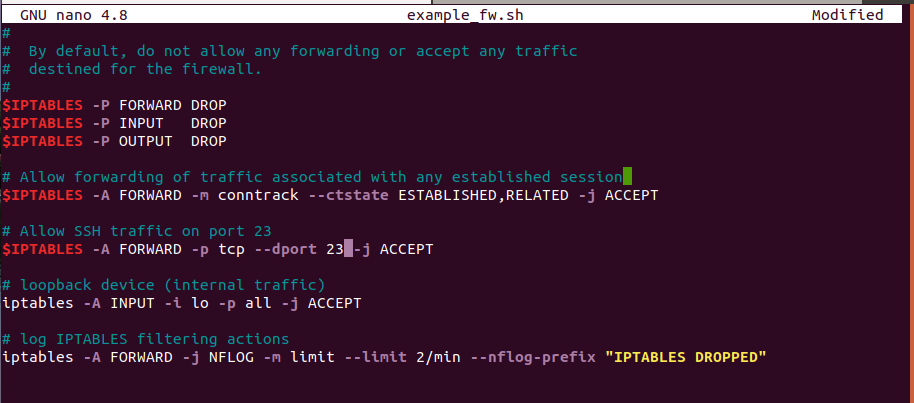 GNU nano 4.8 example_fw.sh Modified
#
#  By default, do not allow any forwarding or accept any traffic
#  destined for the firewall.
#
$IPTABLES -P FORWARD DROP
$IPTABLES -P INPUT   DROP
$IPTABLES -P OUTPUT  DROP
# Allow forwarding of traffic associated with any established session
$IPTABLES -A FORWARD -m conntrack --ctstate ESTABLISHED,RELATED -j ACCEPT
# Allow SSH traffic on port 23
$IPTABLES -A FORWARD -p tcp --dport 23 -j ACCEPT
# loopback device (internal traffic)
iptables -A INPUT -i lo -p all -j ACCEPT
# log IPTABLES filtering actions
iptables -A FORWARD -j NFLOG -m limit --limit 2/min --nflog-prefix "IPTABLES DROPPED"